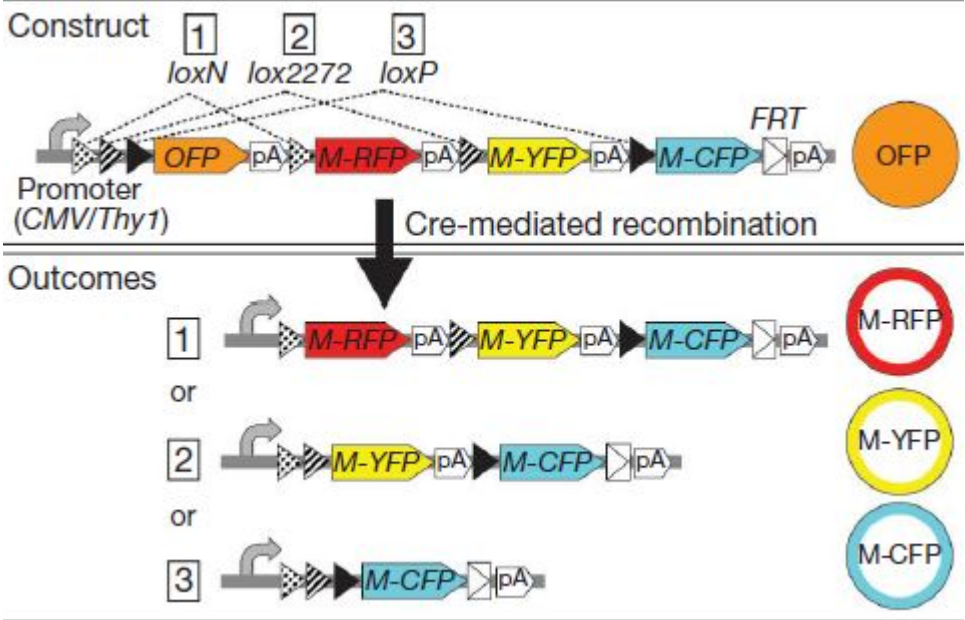 Construct
1 2 3
loxN lox2272 loxP
FRT
OFP pA M-RFP pA M-YFP pA M-CFP pA OFP
Promoter
(CMV/Thy1)
Cre-mediated recombination
Outcomes
1 M-RFP pA M-YFP pA M-CFP pA M-RFP
or
2 M-YFP pA M-CFP pA M-YFP
or
3 M-CFP pA M-CFP